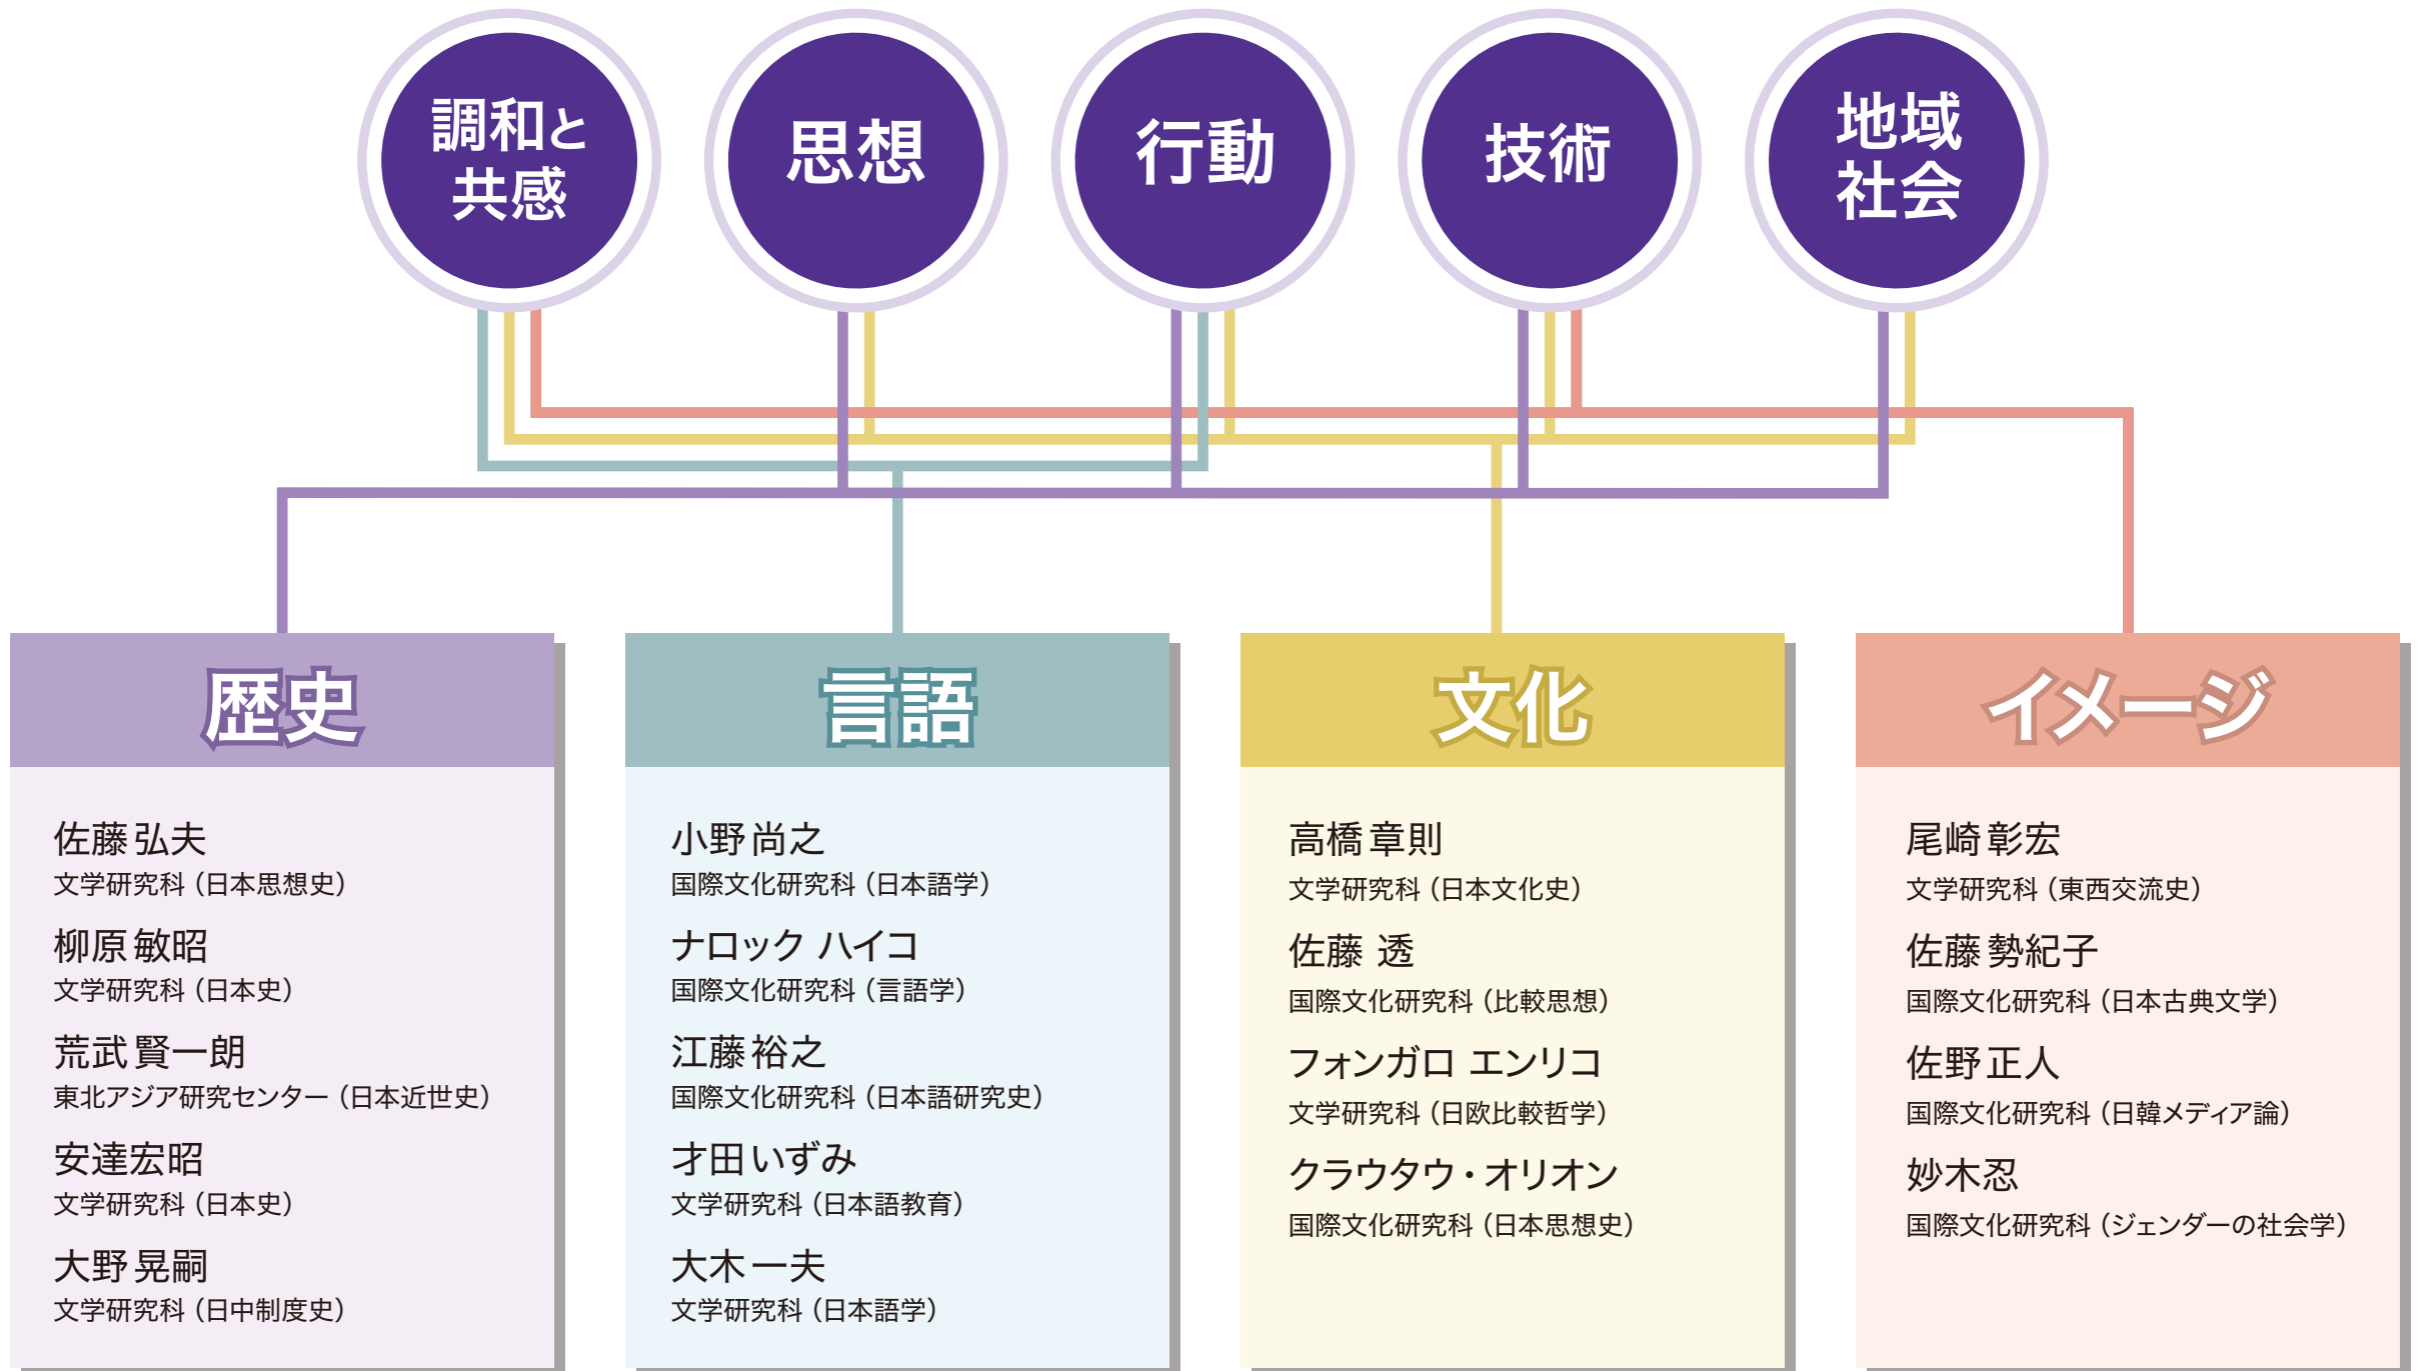 調和と
共感
思想
行動
技術
地域
社会
歴史
佐藤 弘夫
文学研究科（日本思想史）
柳原 敏昭
文学研究科（日本史）
荒武 賢一朗
東北アジア研究センター（日本近世史）
安達宏昭
文学研究科（日本史）
大野 晃嗣
文学研究科（日中制度史）
言語
小野 尚之
国際文化研究科（日本語学）
ナロック ハイコ
国際文化研究科（言語学）
江藤 裕之
国際文化研究科（日本語研究史）
才田 いずみ
文学研究科（日本語教育）
大木 一夫
文学研究科（日本語学）
文化
高橋 章則
文学研究科（日本文化史）
佐藤 透
国際文化研究科（比較思想）
フォンガロ エンリコ
文学研究科（日欧比較哲学）
クラウタウ・オリオン
国際文化研究科（日本思想史）
イメージ
尾崎 彰宏
文学研究科（東西交流史）
佐藤 勢紀子
国際文化研究科（日本古典文学）
佐野 正人
国際文化研究科（日韓メディア論）
妙木忍
国際文化研究科（ジェンダーの社会学）